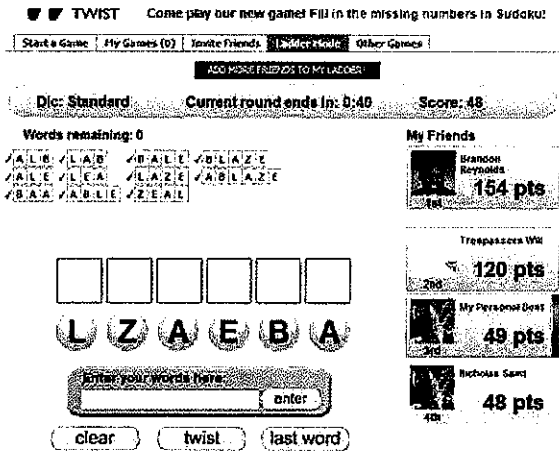 TWIST Come play our new game! Fill in the missing numbers in Sudoku!
Start a Game My Games (0) Invite Friends Ladder Mode Other Games
ADD MORE FRIENDS TO MY LADDER!
Dic: Standard Current round ends in: 0:40 Score: 48
Words remaining: 0 My Friends
ALB LAB BALE BLAZE
ALE LEA LAZE ABLAZE
BAA ABLE ZEAL
Brandon
Reynolds
154 pts
1st
Trespassers Will
120 pts
2nd
My Personal Best
49 pts
3rd
Nicholas
48 pts
4th
L Z A E B A
Enter your words here:
enter
clear twist last word